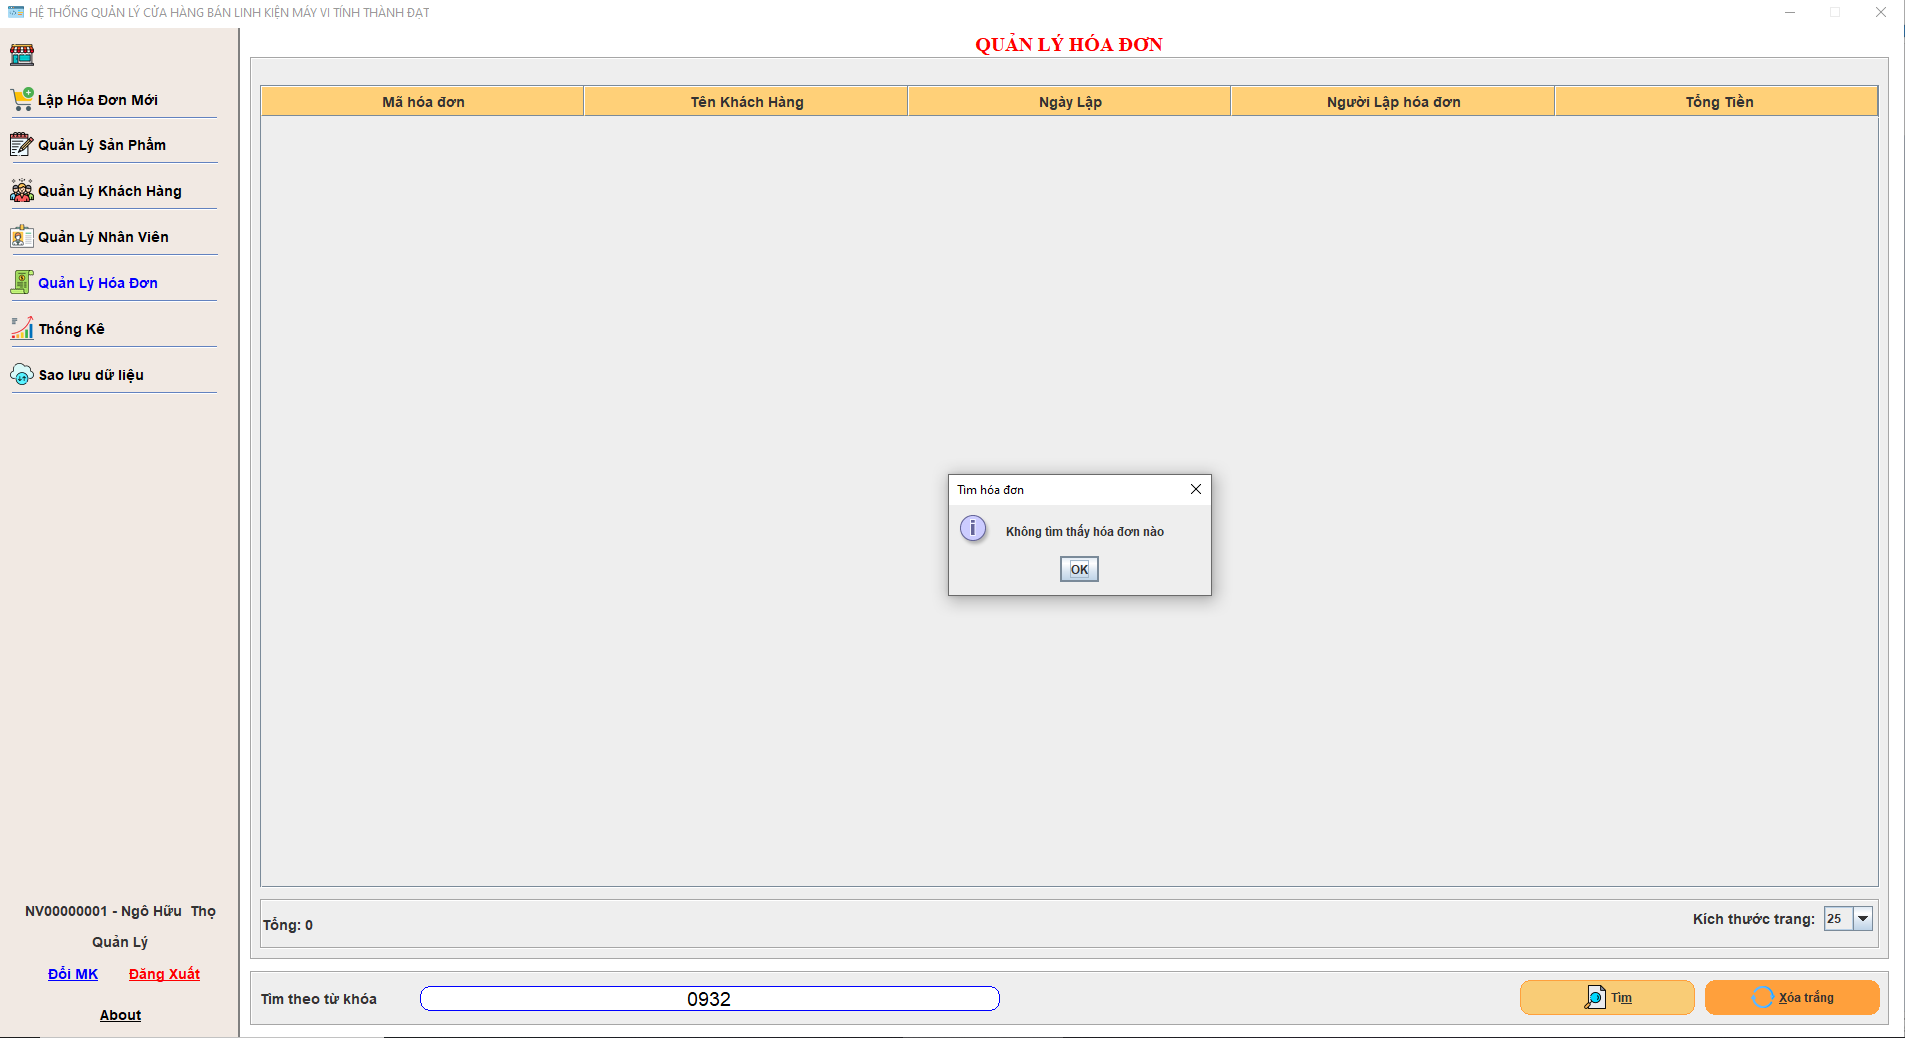 HỆ THỐNG QUẢN LÝ CỬA HÀNG BÁN LINH KIỆN MÁY VI TÍNH THÀNH ĐẠT
Lập Hóa Đơn Mới
Quản Lý Sản Phẩm
Quản Lý Khách Hàng
Quản Lý Nhân Viên
Quản Lý Hóa Đơn
Thống Kê
Sao lưu dữ liệu
NV00000001 - Ngô Hữu  Thọ
Quản Lý
Đổi MK Đăng Xuất
About
QUẢN LÝ HÓA ĐƠN
Mã hóa đơn Tên Khách Hàng Ngày Lập Người Lập hóa đơn Tổng Tiền
Tìm hóa đơn
Không tìm thấy hóa đơn nào
OK
Tổng: 0
Kích thước trang: 25
Tìm theo từ khóa 0932 Tìm Xóa trắng